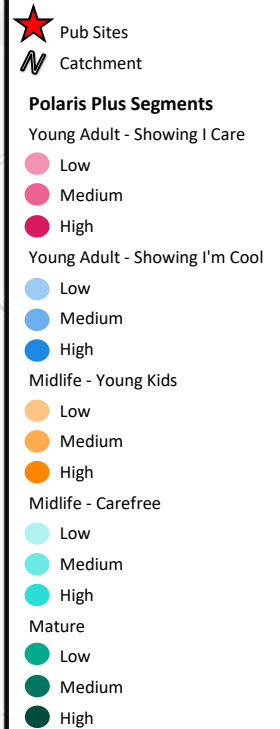 Pub Sites
Catchment
Polaris Plus Segments
Young Adult - Showing I Care
Low
Medium
High
Young Adult - Showing I'm Cool
Low
Medium
High
Midlife - Young Kids
Low
Medium
High
Midlife - Carefree
Low
Medium
High
Mature
Low
Medium
High